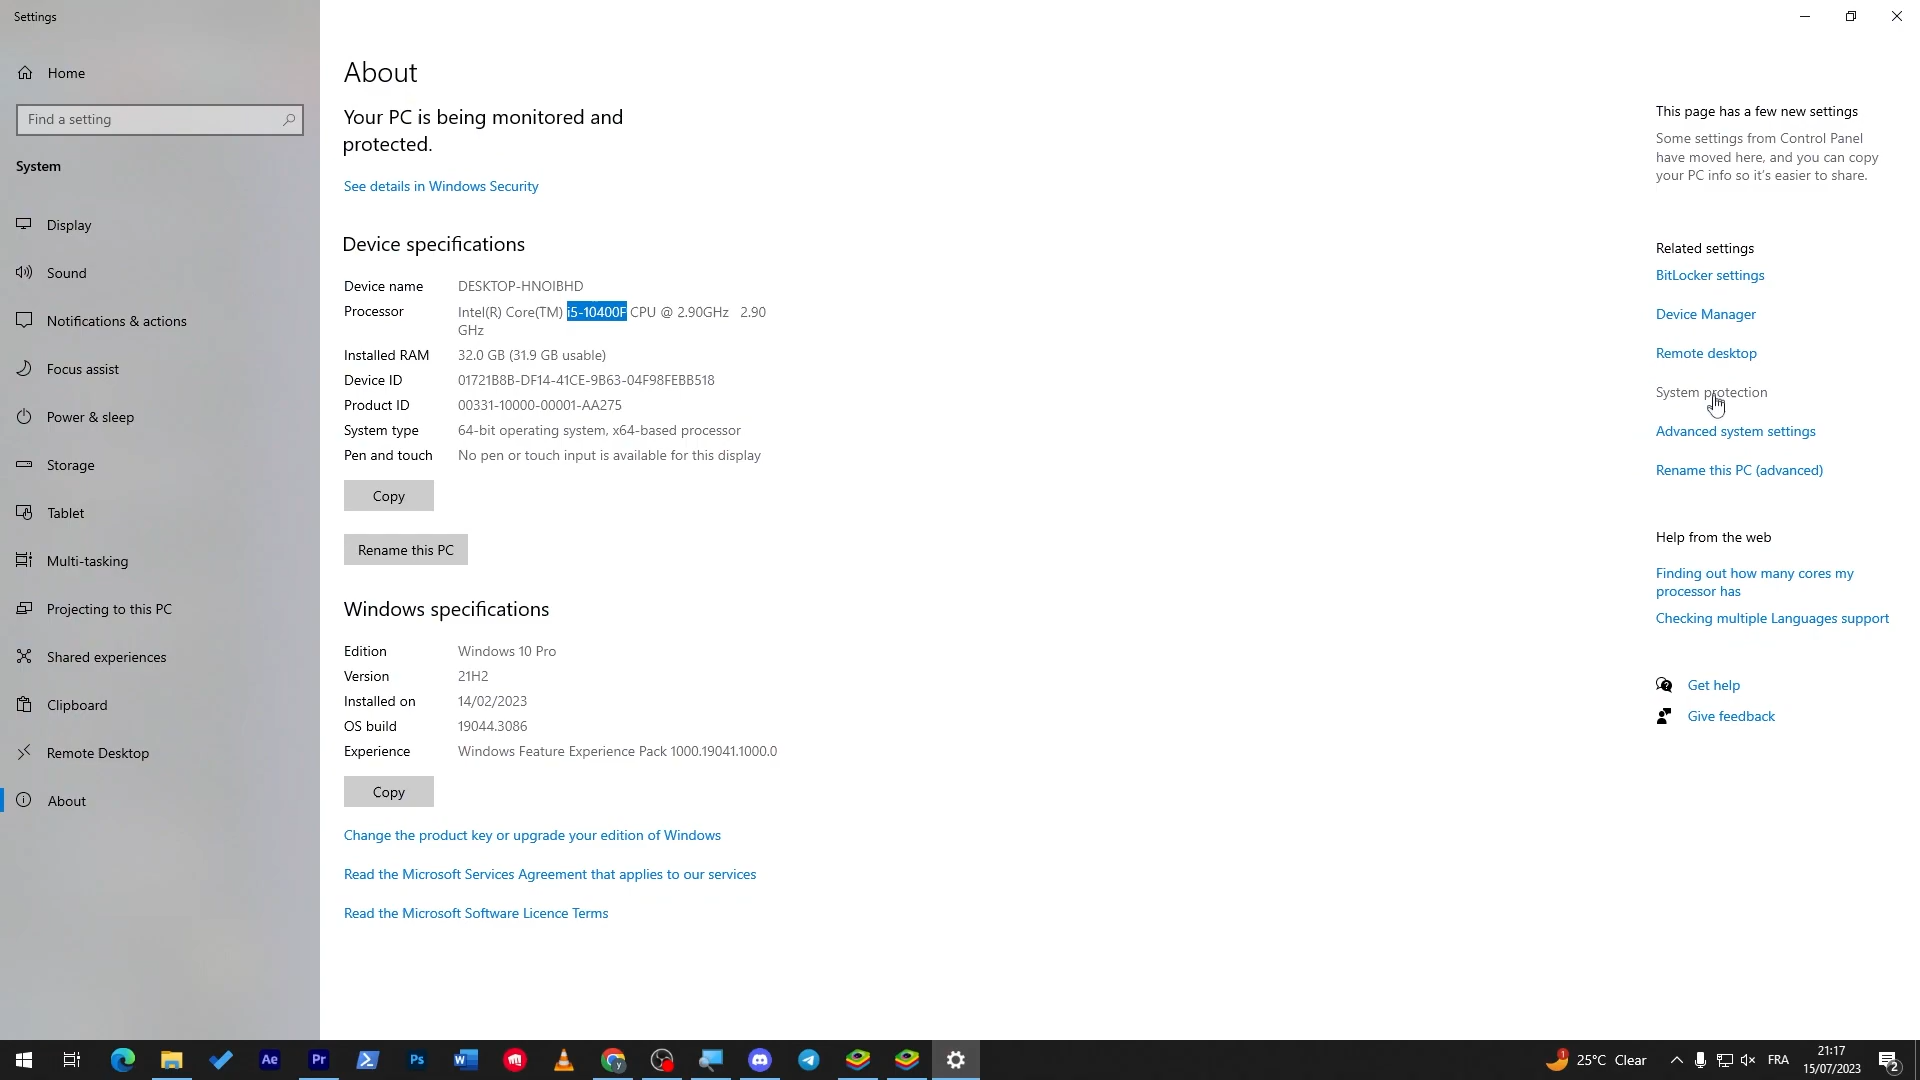 Settings
Home
Find a setting
System
Display
Sound
Notifications & actions
Focus assist
Power & sleep
Storage
Tablet
Multi-tasking
Projecting to this PC
Shared experiences
Clipboard
Remote Desktop
About
About
Your PC is being monitored and
protected.
See details in Windows Security
Device specifications
Device name DESKTOP-HNOIBHD
Processor Intel(R) Core(TM) i5-10400F CPU @ 2.90GHz 2.90
GHz
Installed RAM 32.0 GB (31.9 GB usable)
Device ID 01721B8B-DF14-41CE-9B63-04F98FEBB518
Product ID 00331-10000-00001-AA275
System type 64-bit operating system, x64-based processor
Pen and touch No pen or touch input is available for this display
Copy
Rename this PC
Windows specifications
Edition Windows 10 Pro
Version 21H2
Installed on 14/02/2023
OS build 19044.3086
Experience Windows Feature Experience Pack 1000.19041.1000.0
Copy
Change the product key or upgrade your edition of Windows
Read the Microsoft Services Agreement that applies to our services
Read the Microsoft Software Licence Terms
This page has a few new settings
Some settings from Control Panel
have moved here, and you can copy
your PC info so it's easier to share.
Related settings
BitLocker settings
Device Manager
Remote desktop
System protection
Advanced system settings
Rename this PC (advanced)
Help from the web
Finding out how many cores my
processor has
Checking multiple Languages support
Get help
Give feedback
Ae
Pr
Ps
W
1
25°C Clear
FRA
21:17
15/07/2023
2